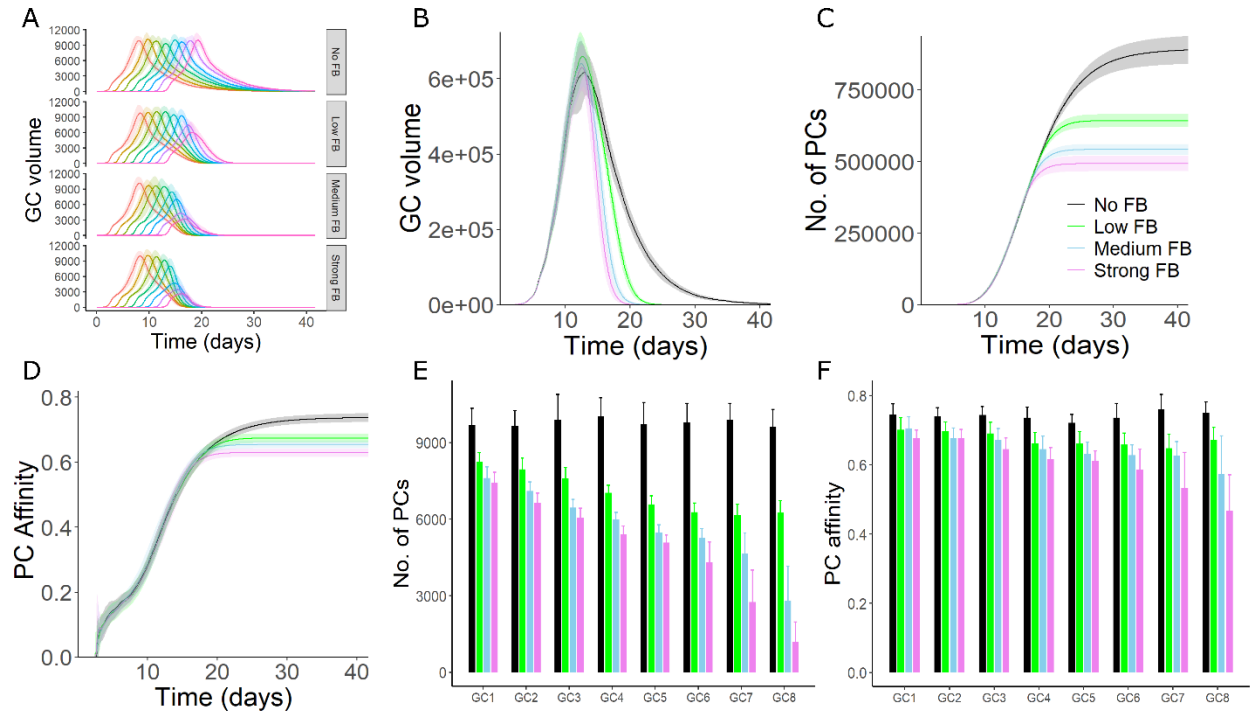 A
GC volume
12000
9000
6000
3000
0
No FB
12000
9000
6000
3000
0
Low FB
12000
9000
6000
3000
0
Medium FB
12000
9000
6000
3000
0
Strong FB
0 10 20 30 40
Time (days)
B
GC volume
6e+05
4e+05
2e+05
0e+00
10 20 30 40
Time (days)
C
No. of PCs
750000
500000
250000
0
No FB
Low FB
Medium FB
Strong FB
10 20 30 40
Time (days)
D
PC Affinity
0.8
0.6
0.4
0.2
0.0
10 20 30 40
Time (days)
E
No. of PCs
9000
6000
3000
0
GC1 GC2 GC3 GC4 GC5 GC6 GC7 GC8
F
PC affinity
0.8
0.6
0.4
0.2
0.0
GC1 GC2 GC3 GC4 GC5 GC6 GC7 GC8